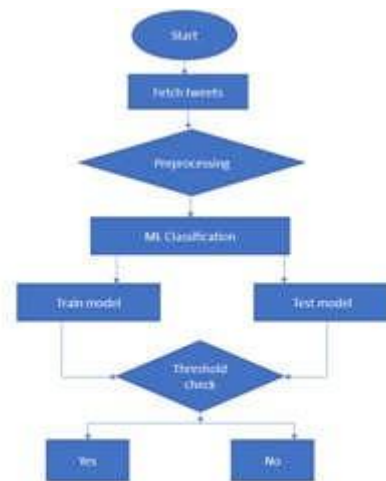 Start
Fetch tweets
Preprocessing
ML Classification
Train model
Test model
Threshold
check
Yes
No